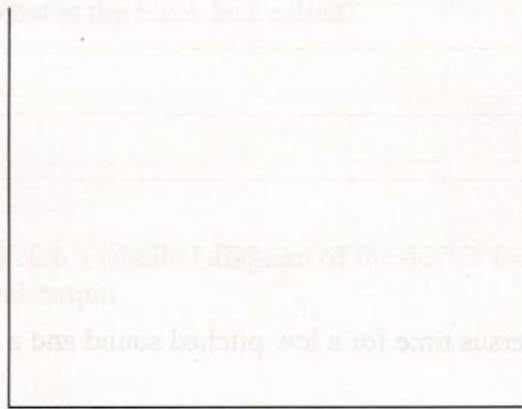 hat is the black box called?
etch a labelled diagram of the device
d output
ersus time for a low pitched sound and a